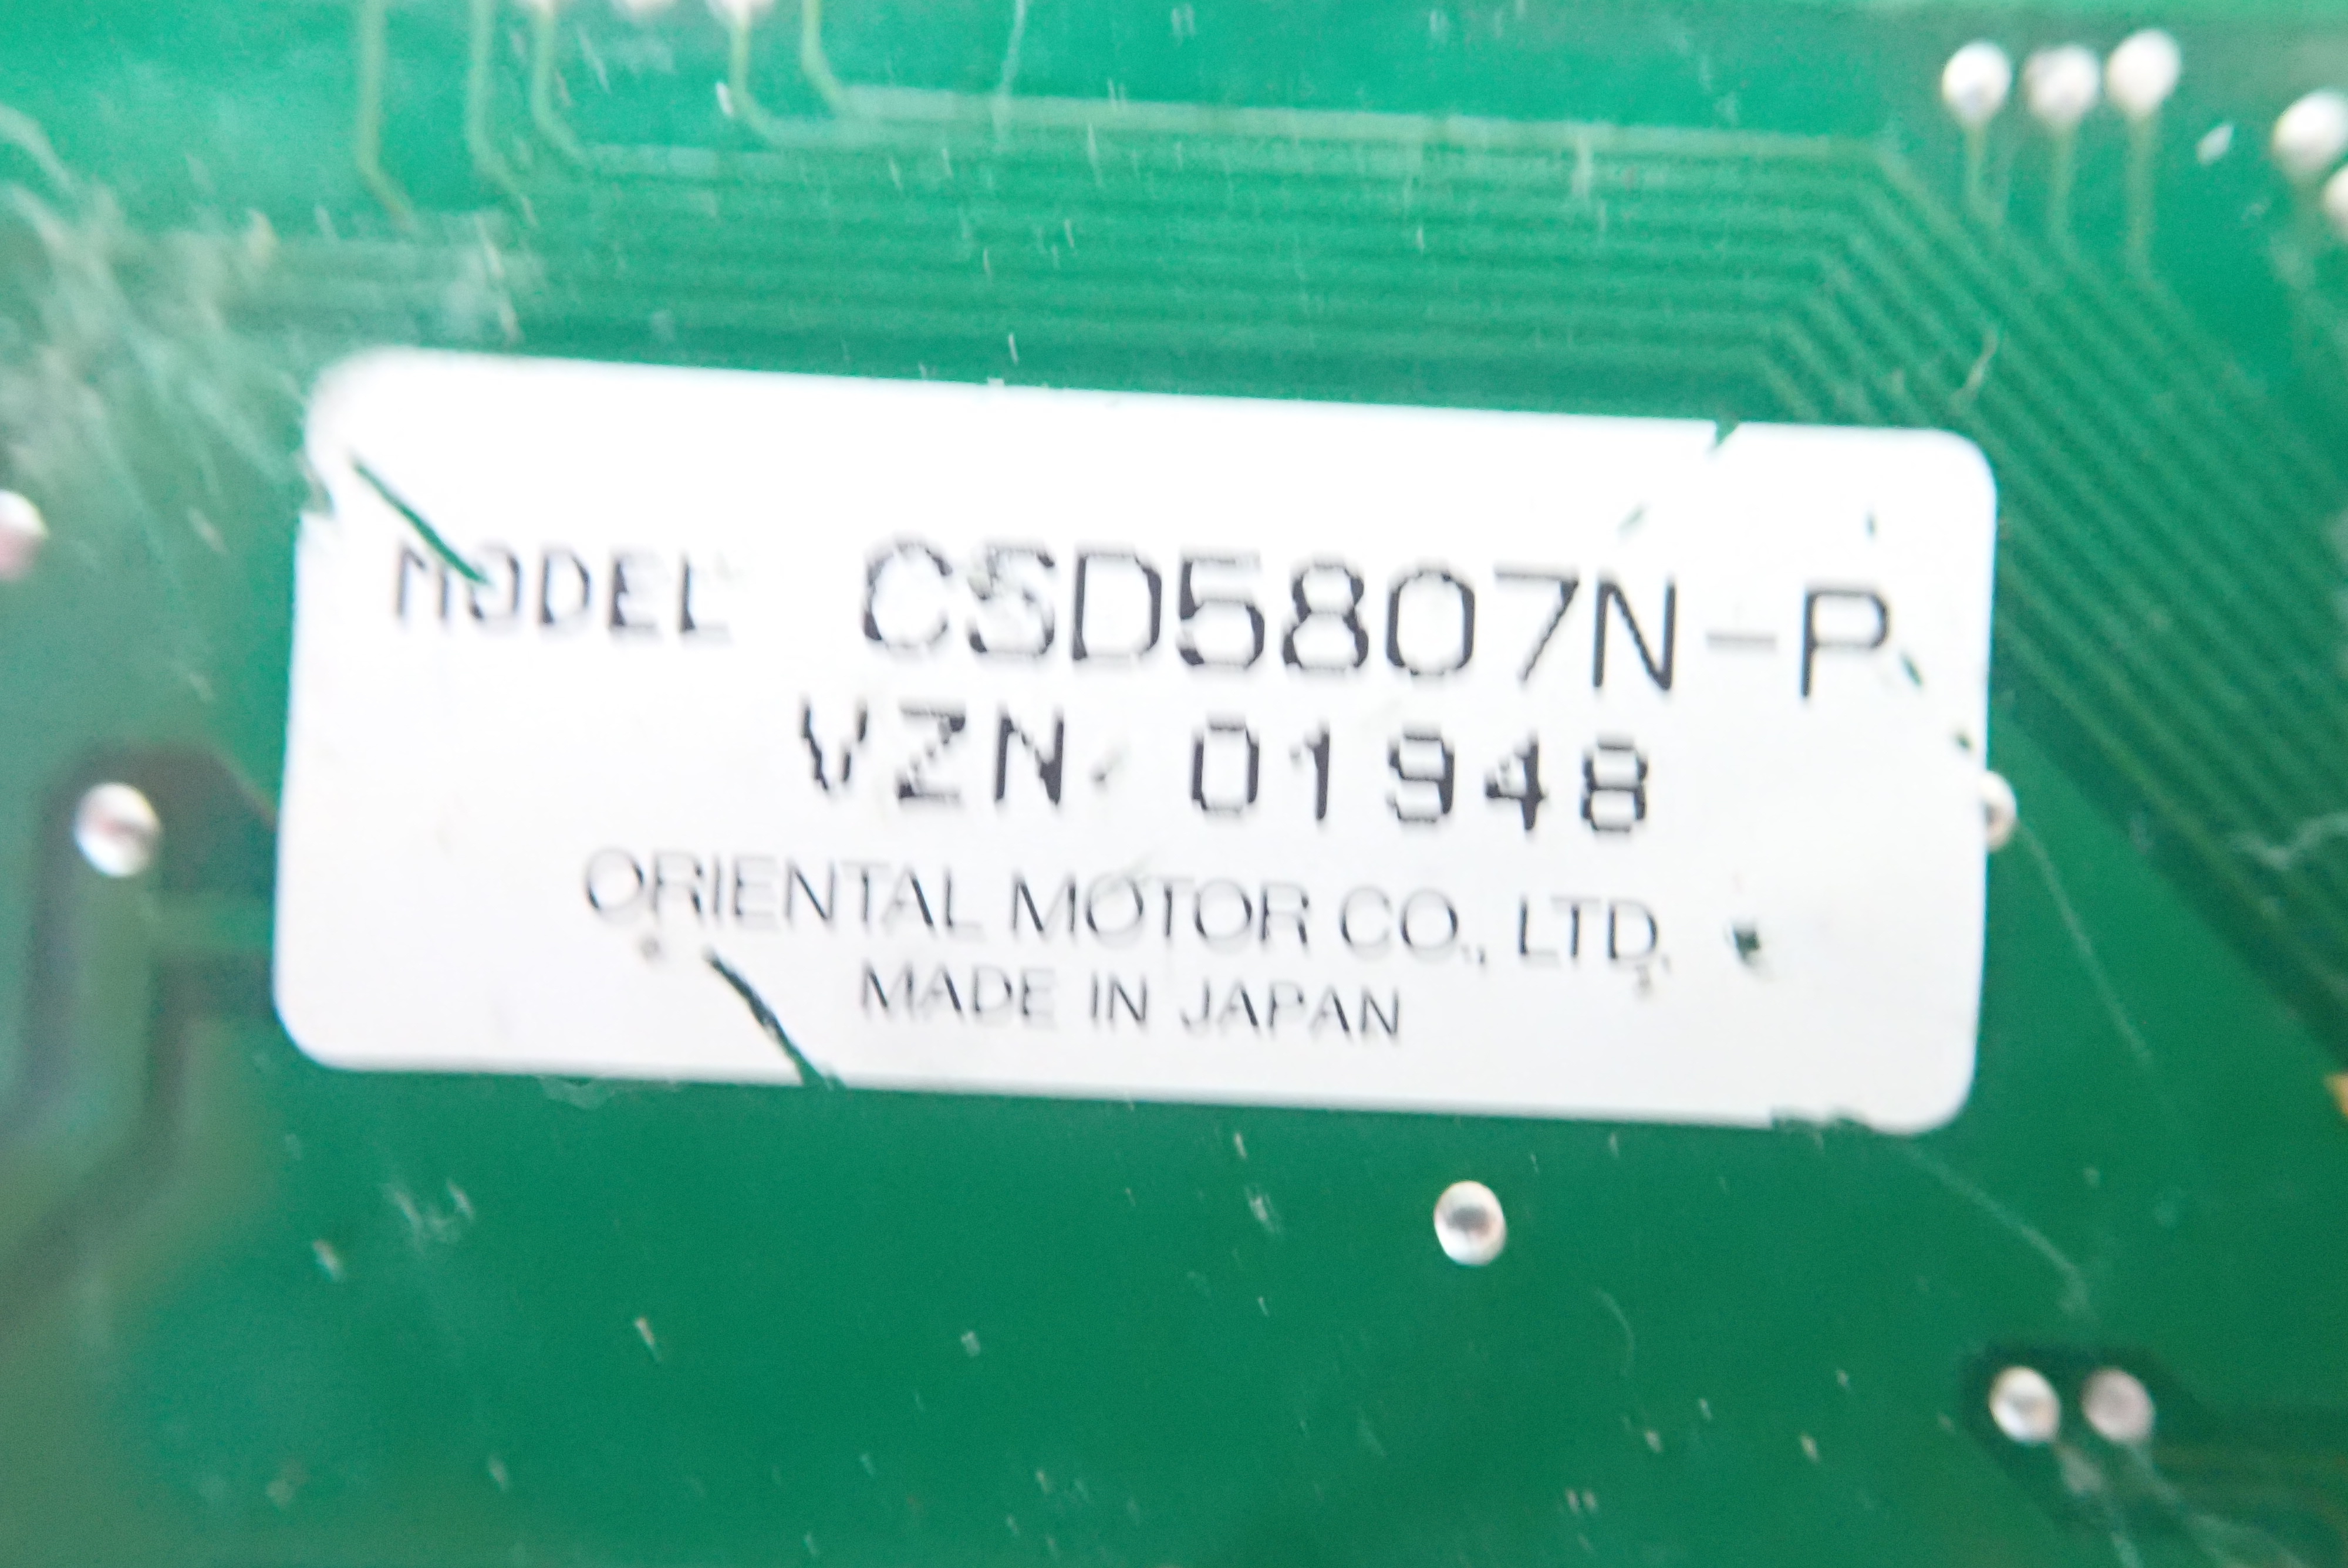 MODEL CSD5807N-P
VZN 01948
ORIENTAL MOTOR CO., LTD.
MADE IN JAPAN